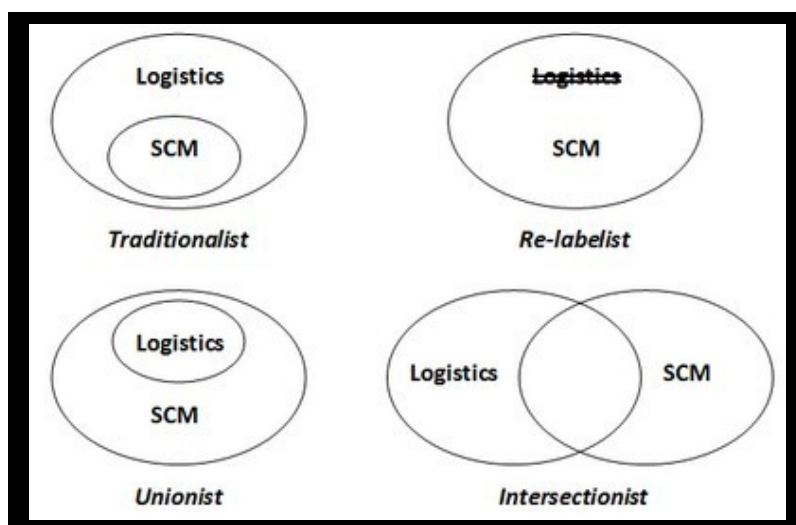 Logistics
SCM
Traditionalist
Logistics
SCM
Re-labelist
Logistics
SCM
Unionist
Logistics
SCM
Intersectionist